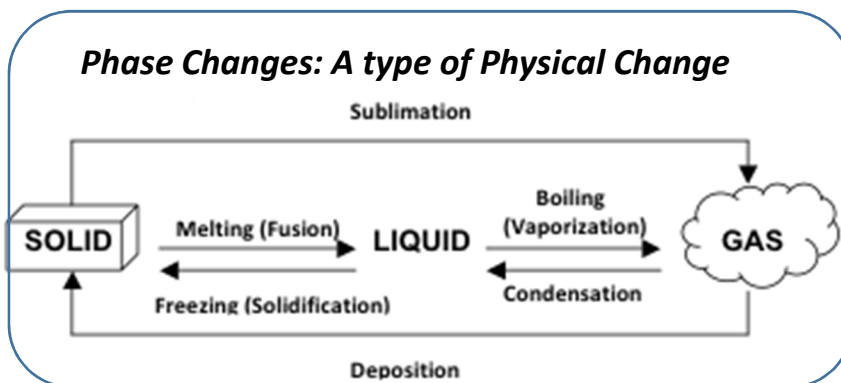 Phase Changes: A type of Physical Change
Sublimation
Boiling
Melting (Fusion)
(Vaporization)
SOLID
LIQUID
GAS
Freezing (Solidification)
Condensation
Deposition